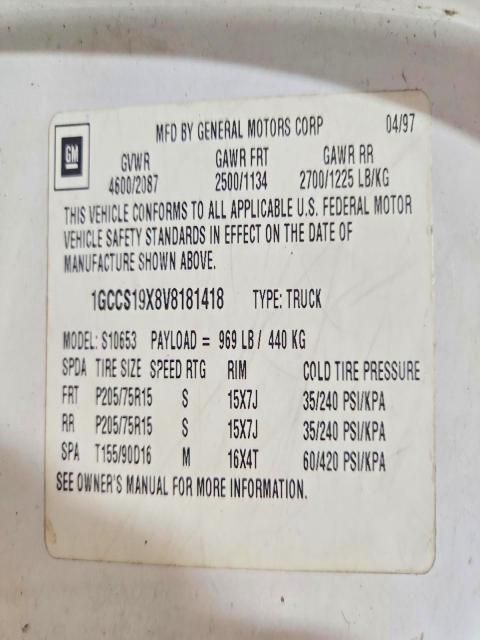 GM
MFD BY GENERAL MOTORS CORP 04/97
GVWR GAWR FRT GAWR RR
4600/2087 2500/1134 2700/1225 LB/KG
THIS VEHICLE CONFORMS TO ALL APPLICABLE U.S. FEDERAL MOTOR
VEHICLE SAFETY STANDARDS IN EFFECT ON THE DATE OF
MANUFACTURE SHOWN ABOVE.
1GCCS19X8V8181418 TYPE: TRUCK
MODEL: S10653 PAYLOAD = 969 LB/ 440 KG
SPDA TIRE SIZE SPEED RTG RIM COLD TIRE PRESSURE
FRT P205/75R15 S 15X7J 35/240 PSI/KPA
RR P205/75R15 S 15X7J 35/240 PSI/KPA
SPA T155/90D16 M 16X4T 60/420 PSI/KPA
SEE OWNER'S MANUAL FOR MORE INFORMATION.